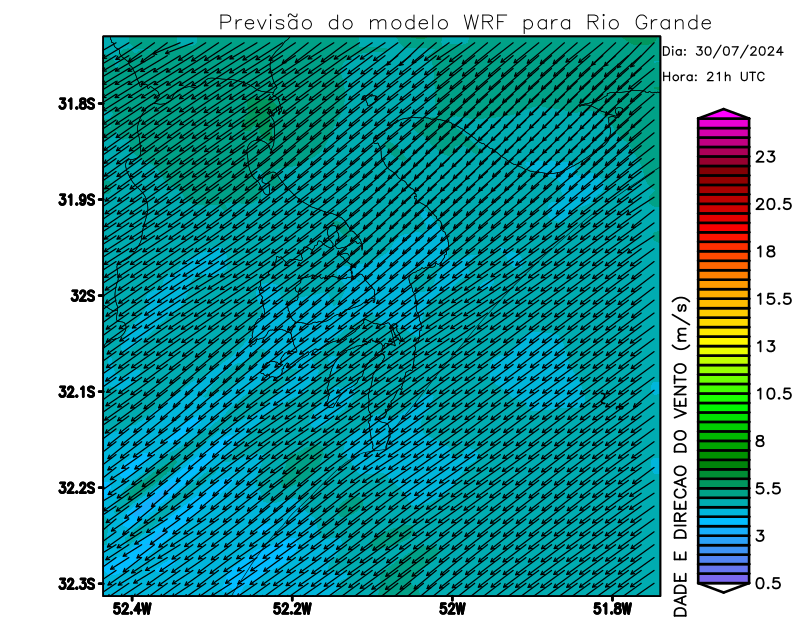 Previsão do modelo WRF para Rio Grande
Dia: 30/07/2024
Hora: 21h UTC
31.8S
31.9S
32S
32.1S
32.2S
32.3S
52.4W
52.2W
52W
51.8W
23
20.5
18
15.5
13
10.5
8
5.5
3
0.5
DADE E DIRECAO DO VENTO (m/s)